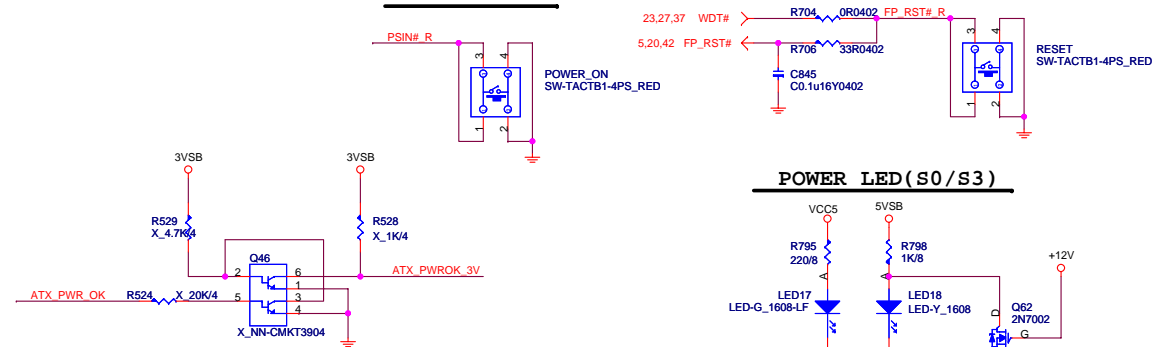 PSIN#_R
3
4
1
2
POWER_ON
SW-TACTB1-4PS_RED
23,27,37 WDT#
R704
0R0402
FP_RST#_R
5,20,42 FP_RST#
R706
33R0402
C845
C0.1u16Y0402
3
4
1
2
RESET
SW-TACTB1-4PS_RED
3VSB
3VSB
R529
X_4.7K/4
R528
X_1K/4
Q46
2
6
1
5
3
4
ATX_PWROK_3V
ATX_PWR_OK
R524
X_20K/4
X_NN-CMKT3904
POWER LED(S0/S3)
VCC5
5VSB
R795
220/8
R798
1K/8
+12V
A
A
LED17
LED-G_1608-LF
LED18
LED-Y_1608
D
Q62
2N7002
G